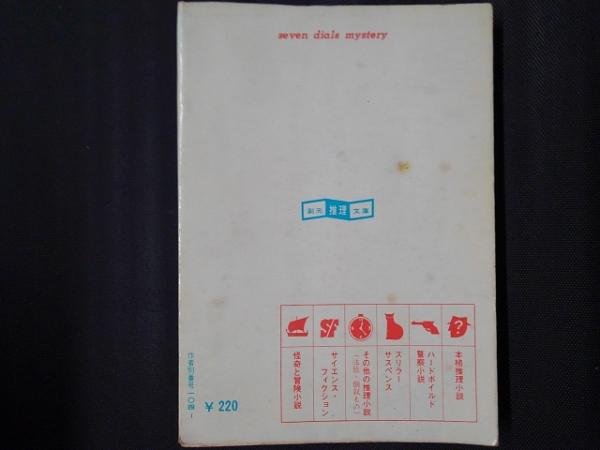 seven dials mystery
創元 推理 文庫
?
SF
本格推理小説
ハードボイルド
警察小説
スリラー
サスペンス
その他の推理小説
(法廷・倒叙もの)
サイエンス・
フィクション
怪奇と冒険小説
¥ 220
作者別番号一〇四-